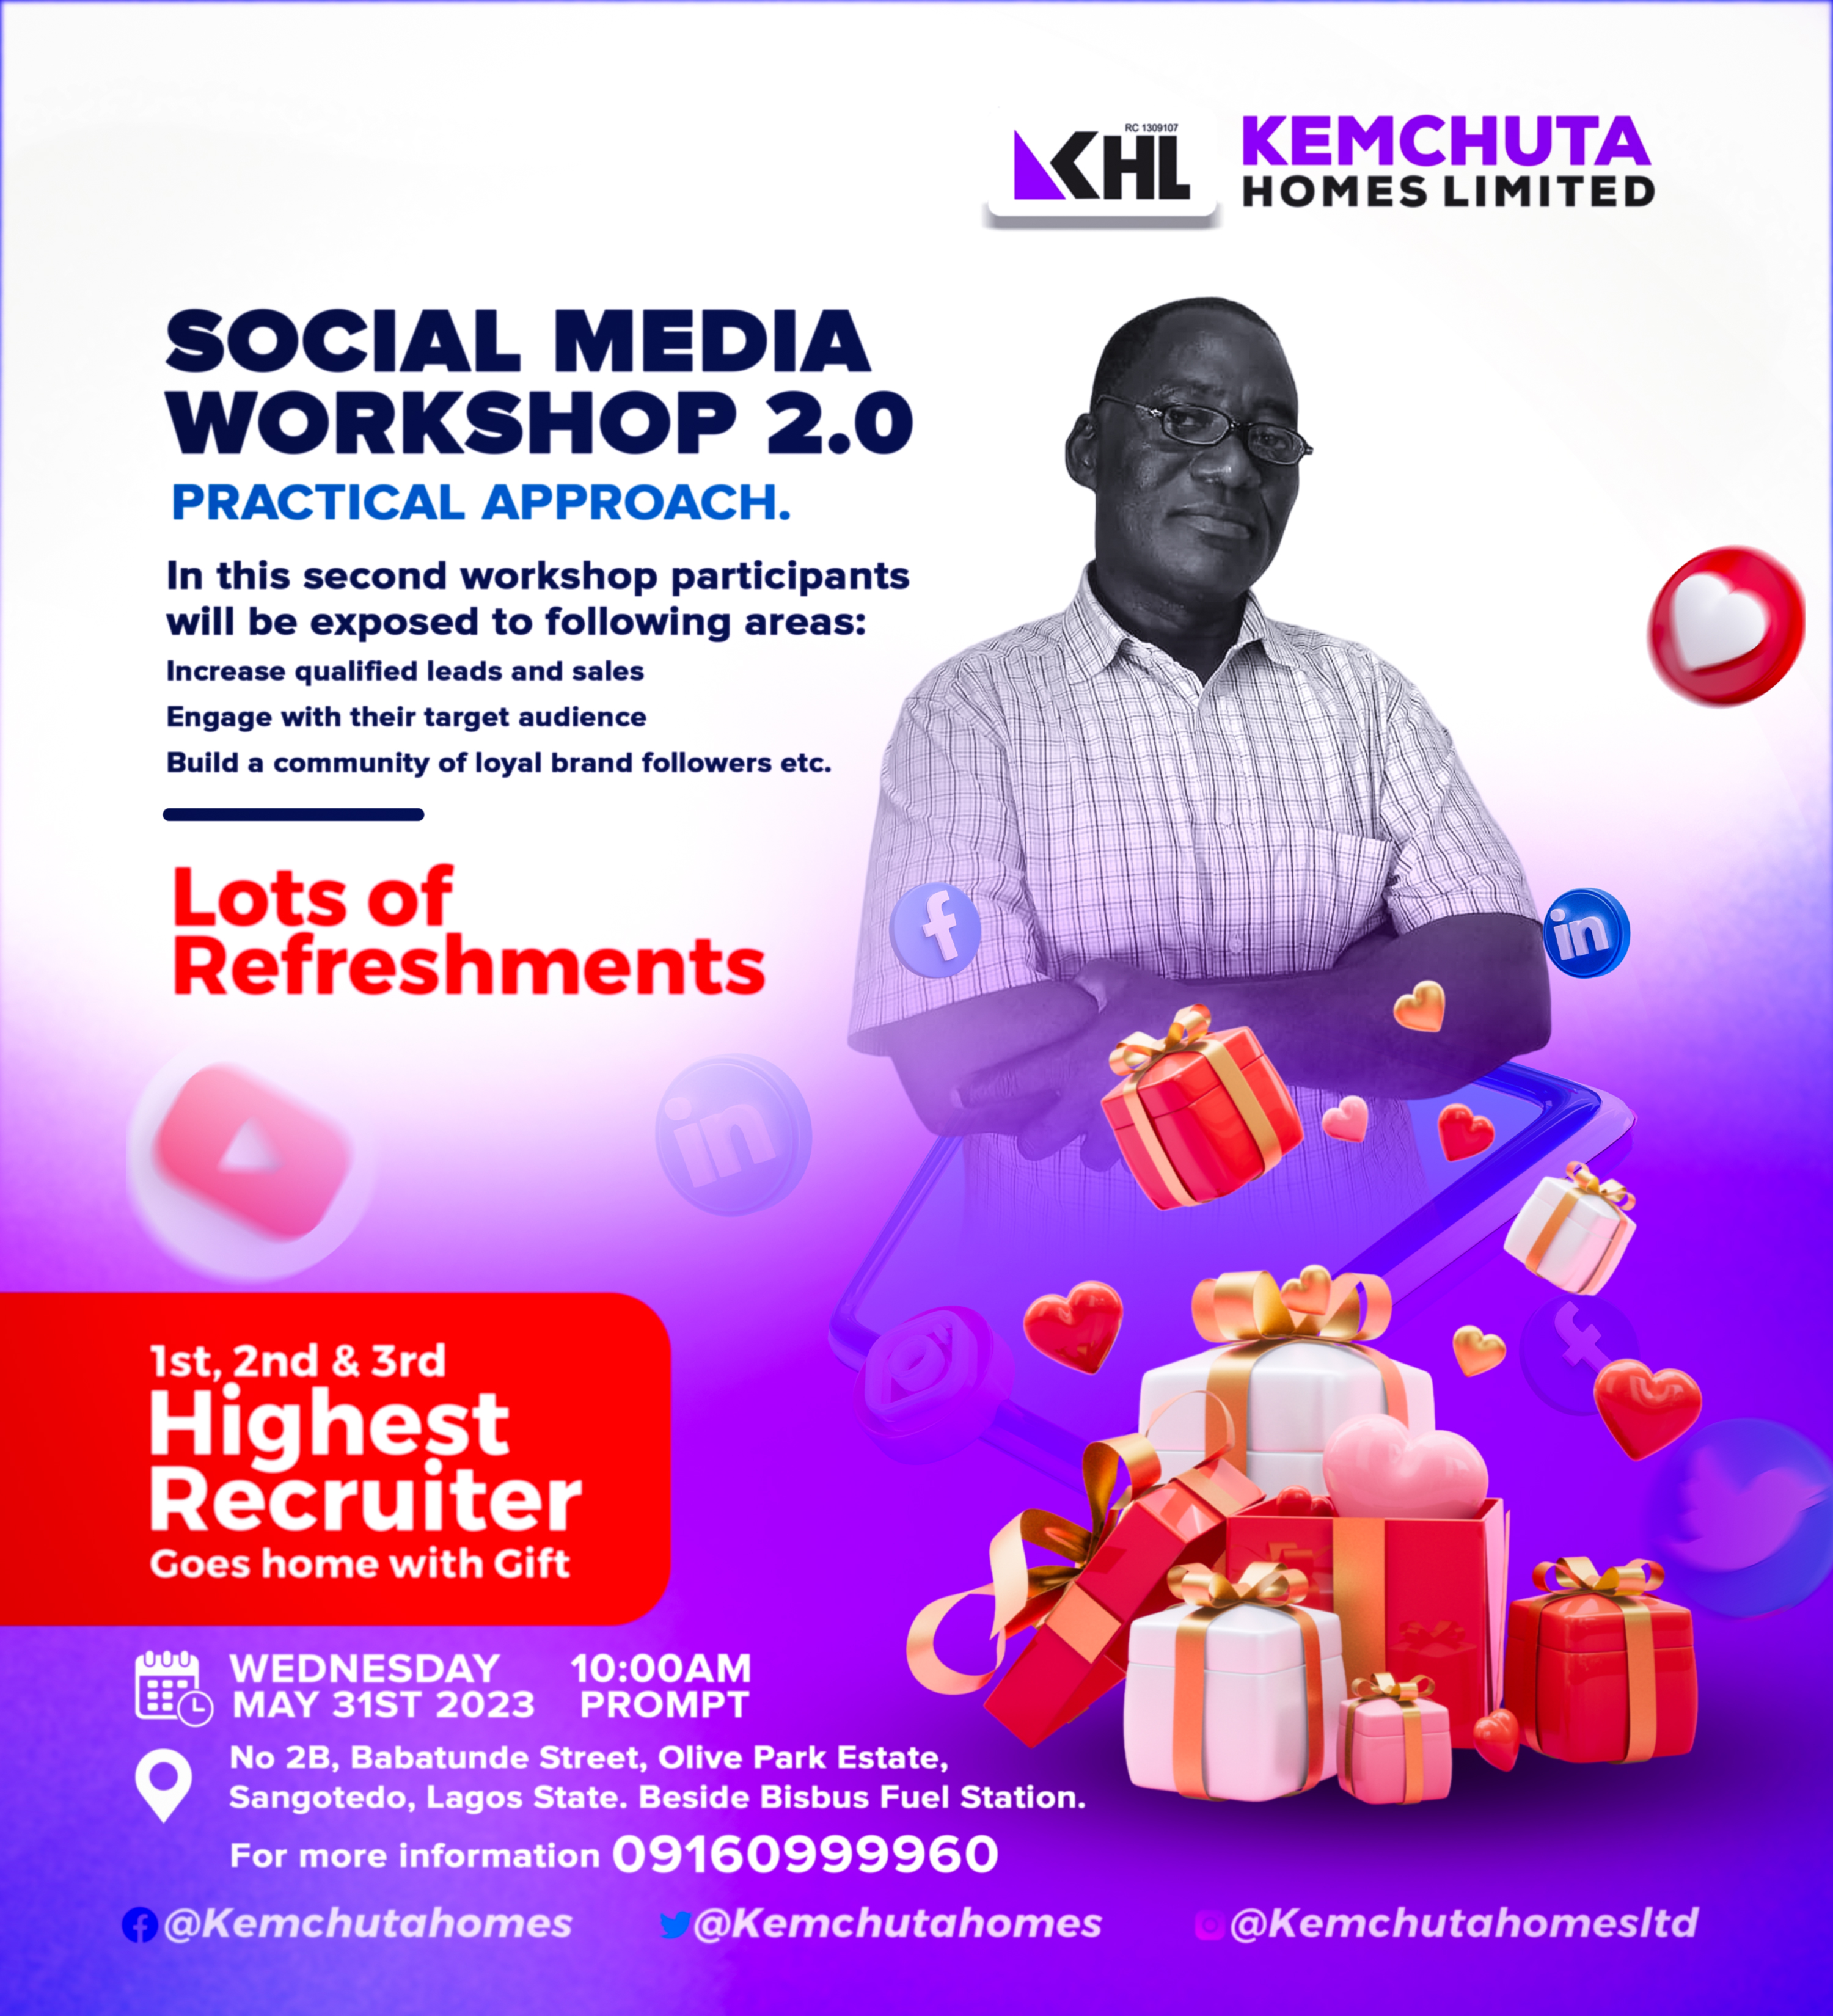 RC 1309107
KHL
KEMCHUTA
HOMES LIMITED
SOCIAL MEDIA
WORKSHOP 2.0
PRACTICAL APPROACH.
In this second workshop participants
will be exposed to following areas:
Increase qualified leads and sales
Engage with their target audience
Build a community of loyal brand followers etc.
Lots of
Refreshments
f
in
in
f
1st, 2nd & 3rd
Highest
Recruiter
Goes home with Gift
WEDNESDAY 10:00AM
MAY 31ST 2023 PROMPT
No 2B, Babatunde Street, Olive Park Estate,
Sangotedo, Lagos State. Beside Bisbus Fuel Station.
For more information 09160999960
@Kemchutahomes @Kemchutahomes @Kemchutahomesltd